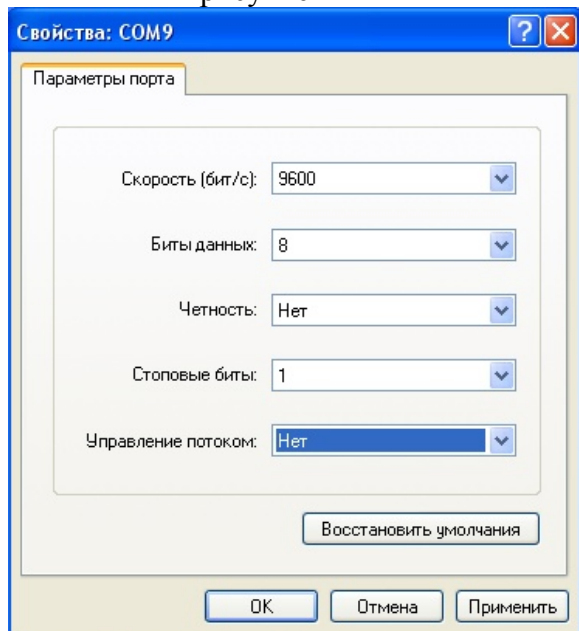 Свойства: COM9
Параметры порта
Скорость (бит/с): 9600
Биты данных: 8
Четность: Нет
Стоповые биты: 1
Управление потоком: Нет
Восстановить умолчания
OK Отмена Применить